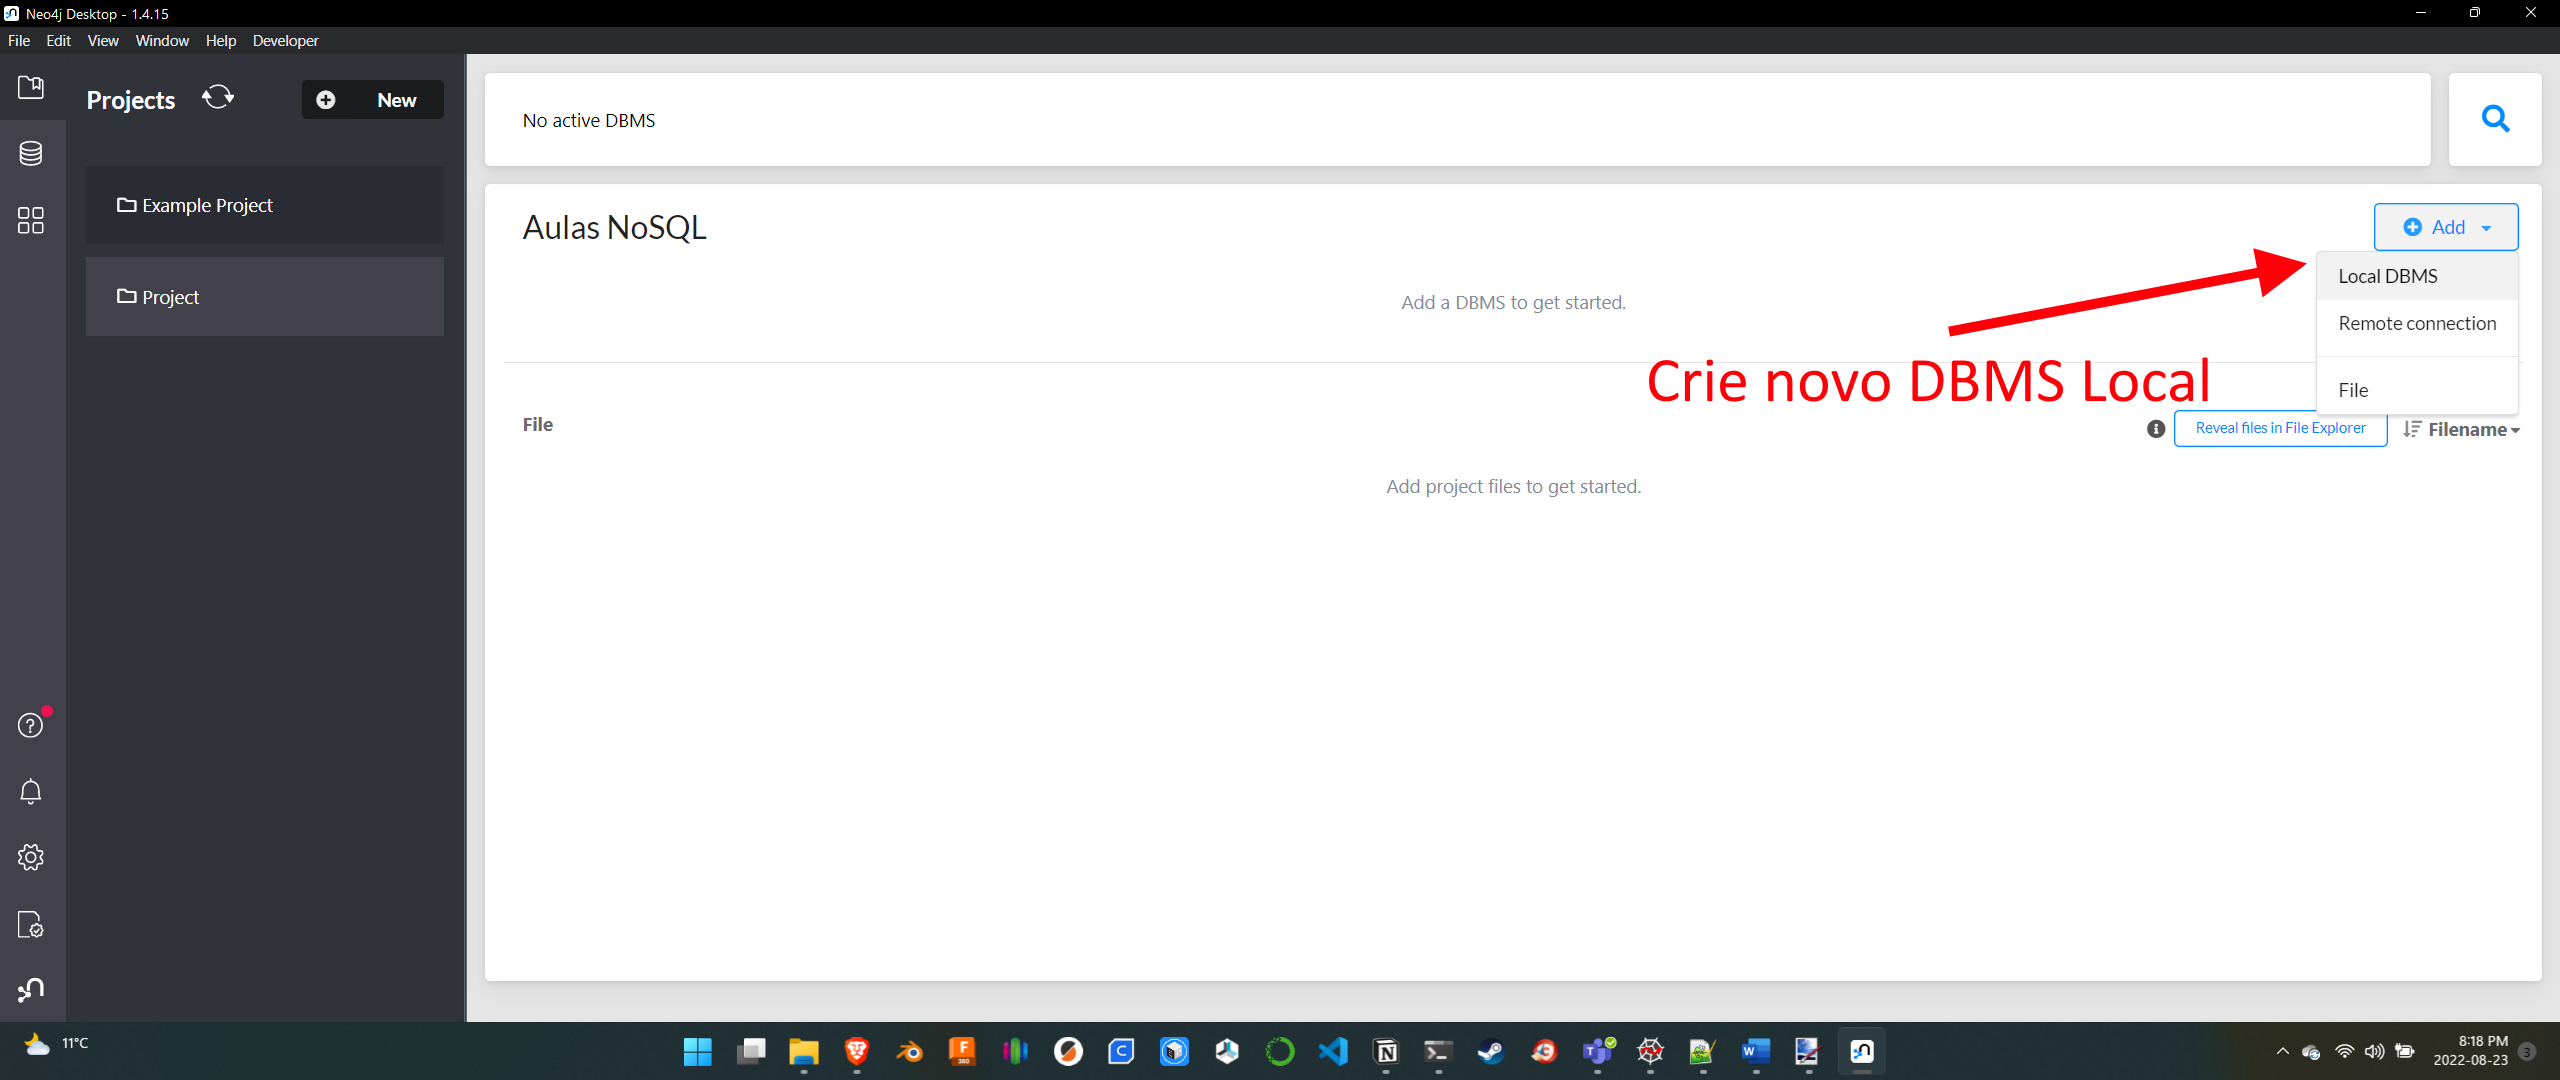 Neo4j Desktop - 1.4.15
File Edit View Window Help Developer
Projects
New
Example Project
Project
No active DBMS
Aulas NoSQL
Add
Local DBMS
Remote connection
File
Add a DBMS to get started.
Crie novo DBMS Local
File
Reveal files in File Explorer
Filename
Add project files to get started.
11°C
8:18 PM
2022-08-23
3